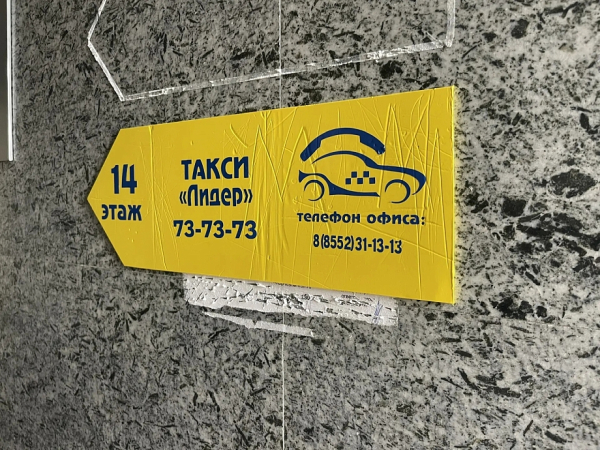 14
этаж
ТАКСИ
«Лидер»
73-73-73
телефон офиса:
8(8552)31-13-13